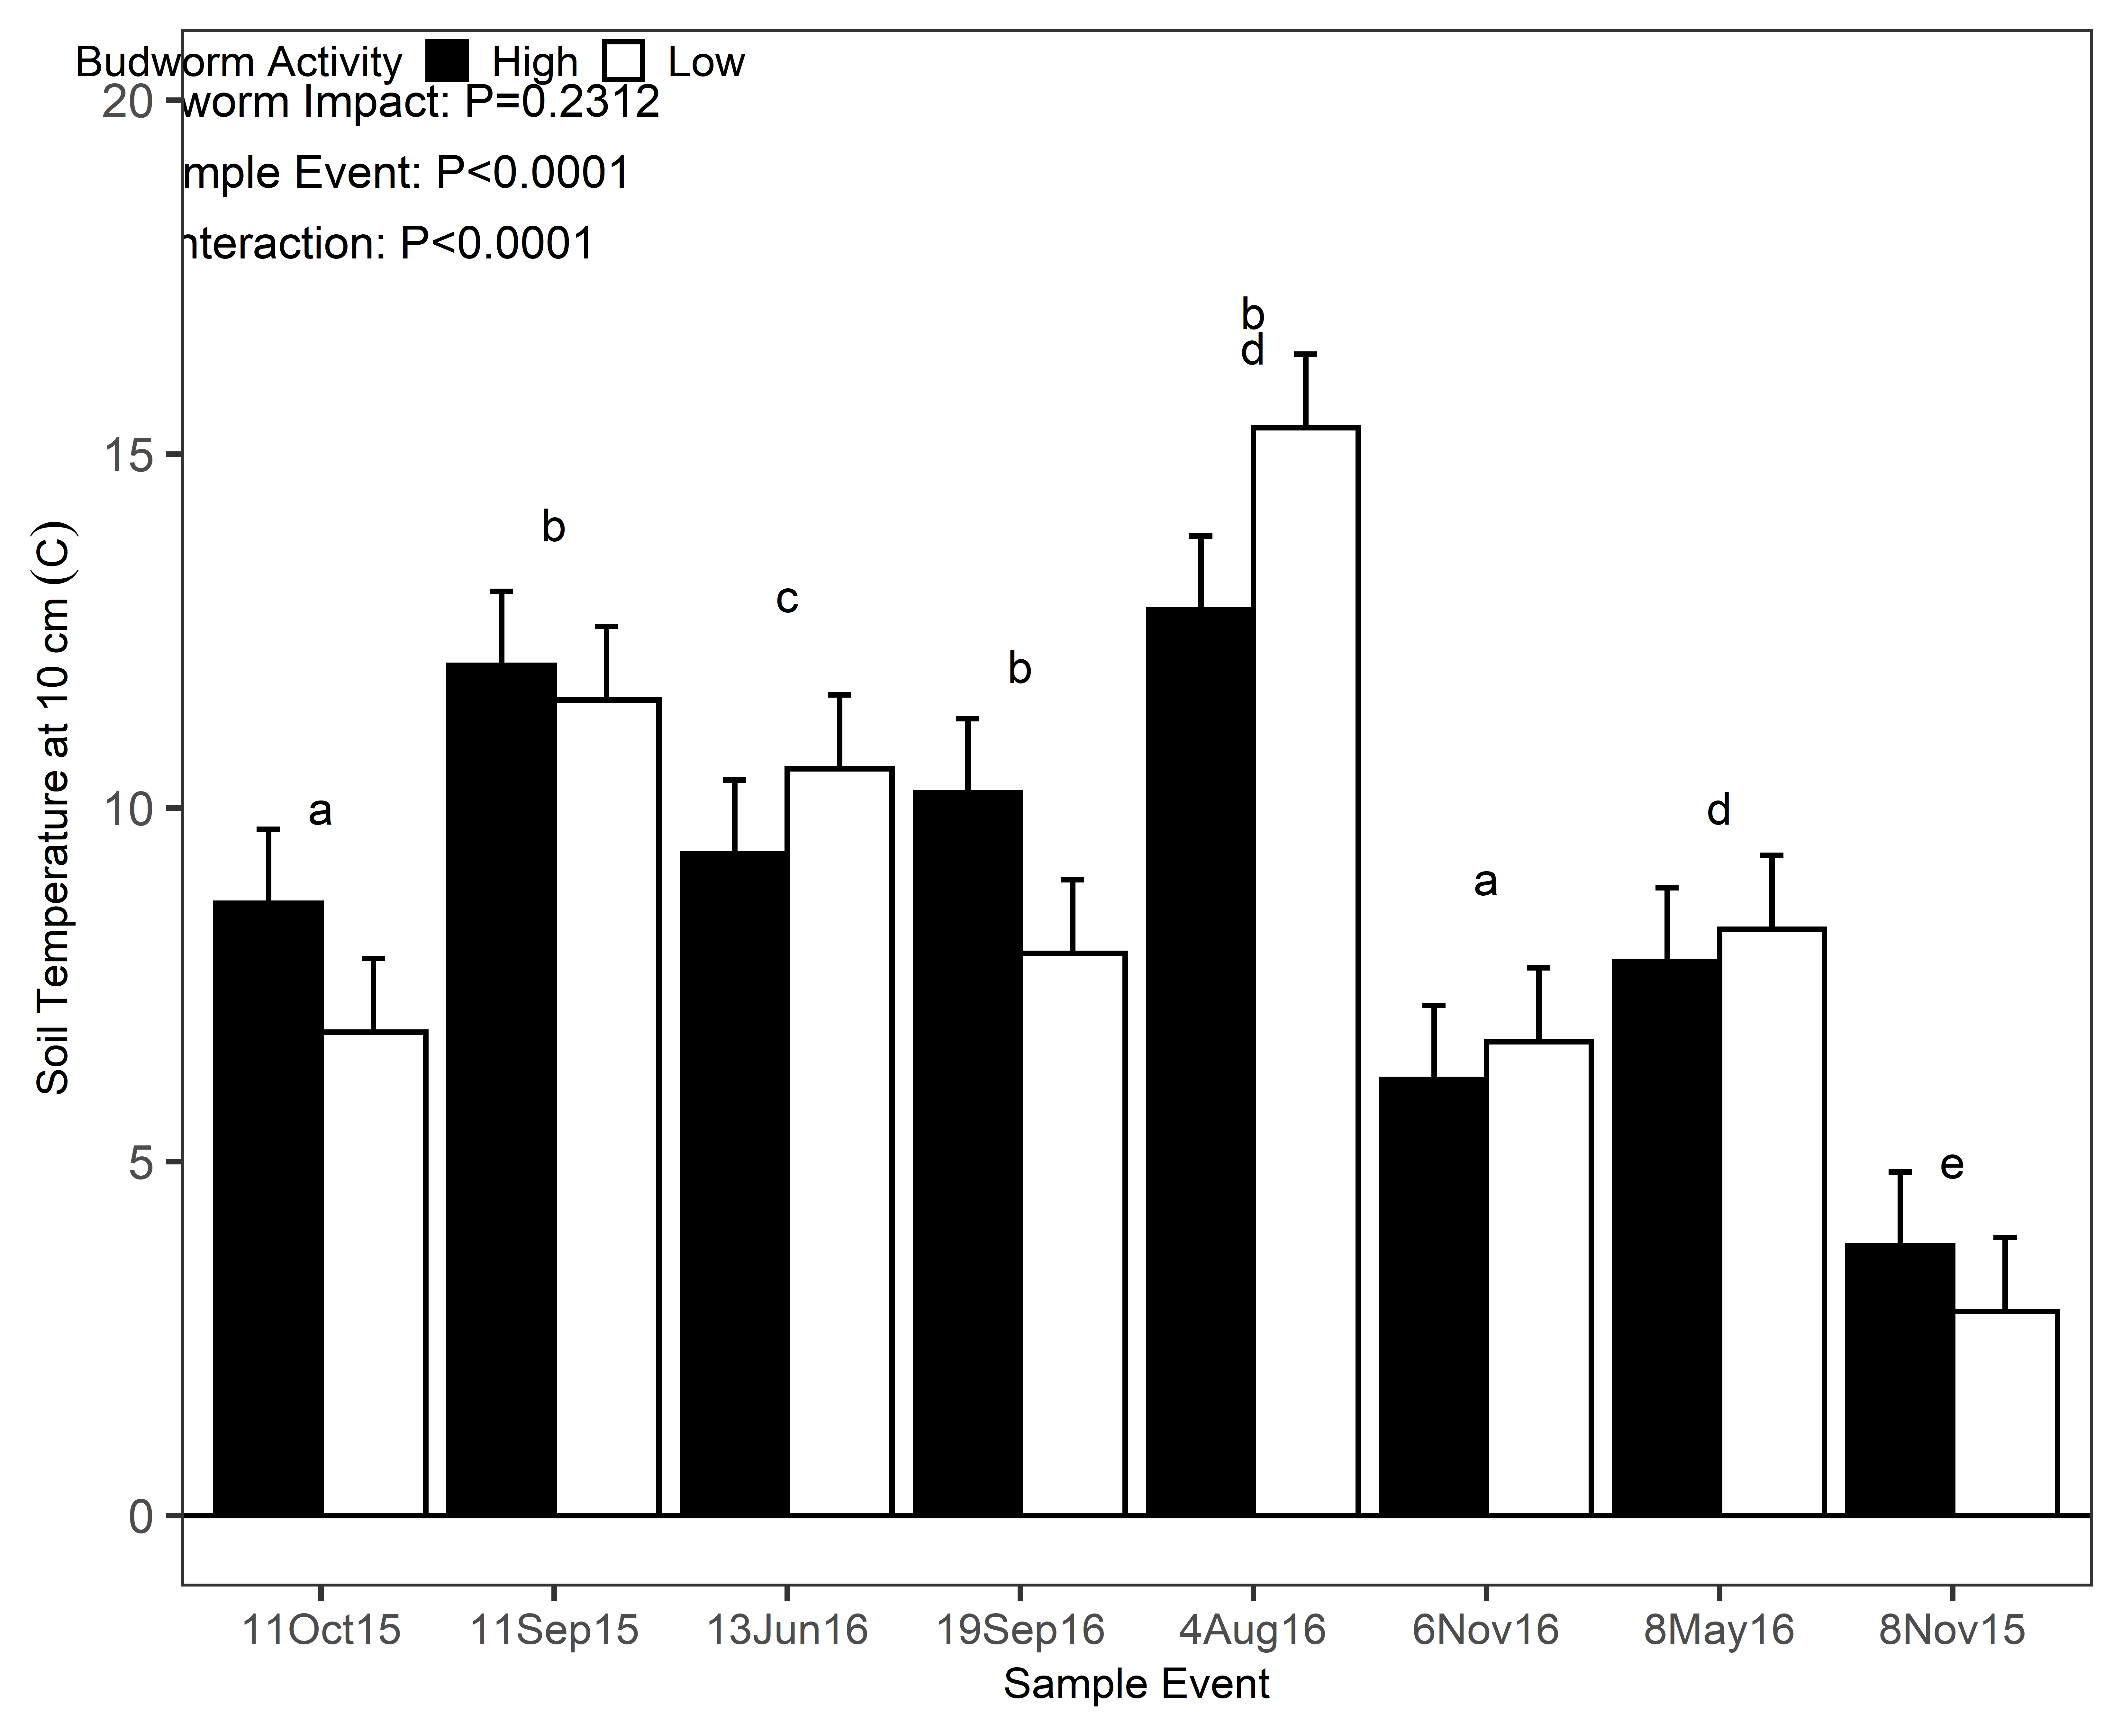 Budworm Activity High Low
worm Impact: P=0.2312
mple Event: P<0.0001
nteraction: P<0.0001
20
15
10
5
0
Soil Temperature at 10 cm (C)
a
b
c
b
b
d
a
d
e
11Oct15 11Sep15 13Jun16 19Sep16 4Aug16 6Nov16 8May16 8Nov15
Sample Event